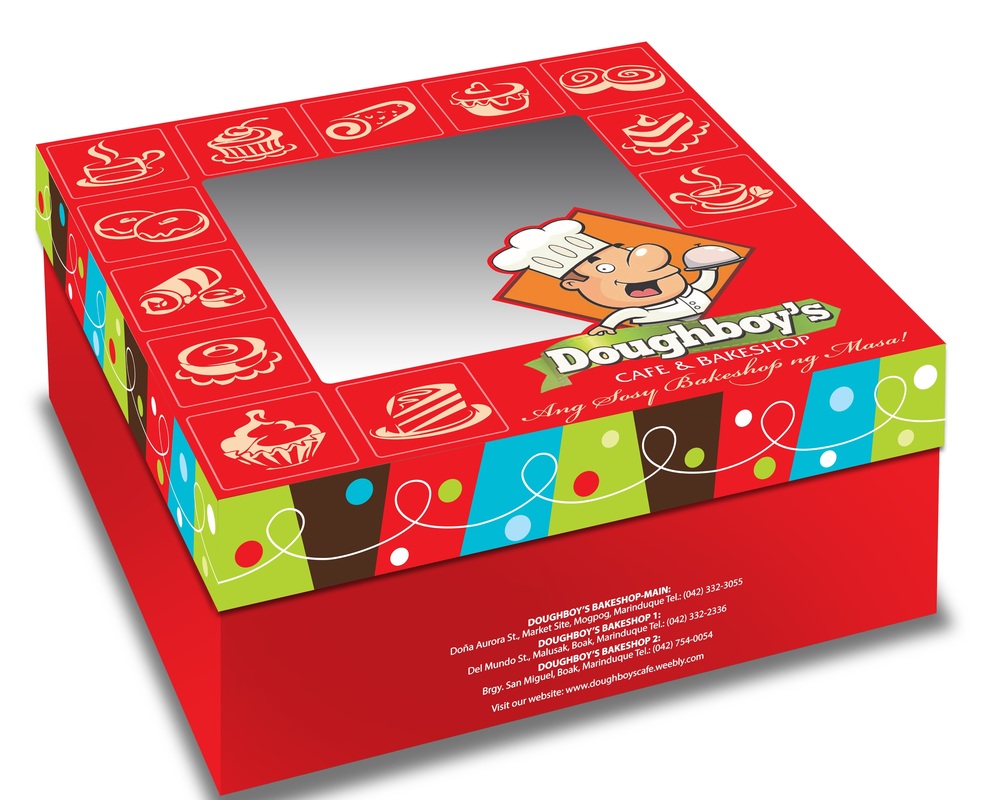 Doughboy's
CAFE & BAKESHOP
Ang Sosy Bakeshop ng Masa!
DOUGHBOY'S BAKESHOP-MAIN:
Doña Aurora St., Market Site, Mogpog, Marinduque Tel.: (042) 332-3055
DOUGHBOY'S BAKESHOP 1:
Del Mundo St., Malusak, Boak, Marinduque Tel.: (042) 332-2336
DOUGHBOY'S BAKESHOP 2:
Brgy. San Miguel, Boak, Marinduque Tel.: (042) 754-0054
Visit our website: www.doughboyscafe.weebly.com